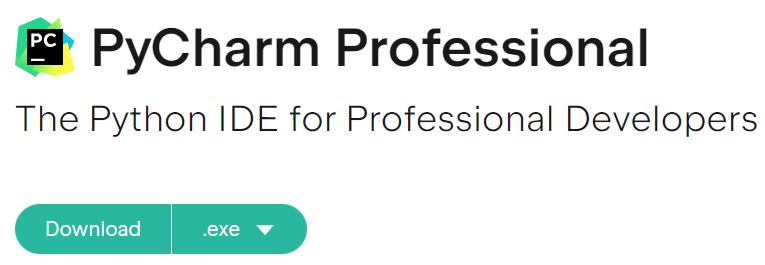 PC
PyCharm Professional
The Python IDE for Professional Developers
Download .exe